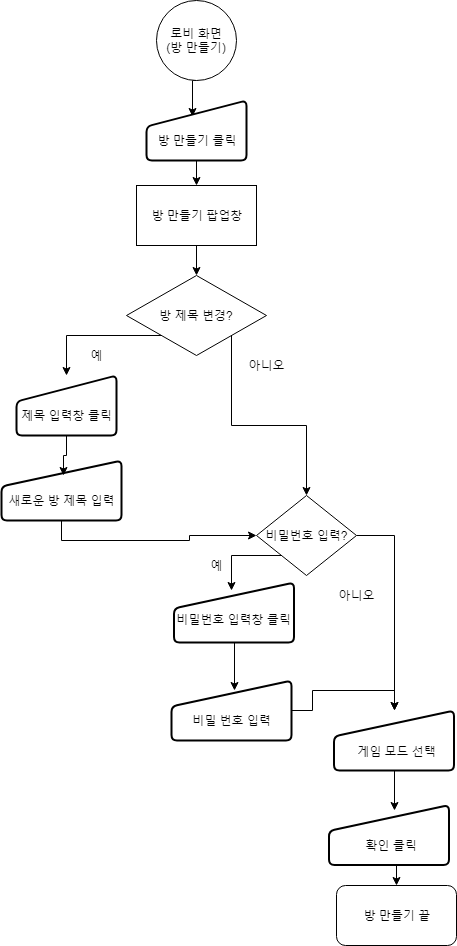 로비 화면
(방 만들기)
방 만들기 클릭
방 만들기 팝업창
방 제목 변경?
예
아니오
제목 입력창 클릭
새로운 방 제목 입력
비밀번호 입력?
예
아니오
비밀번호 입력창 클릭
비밀 번호 입력
게임 모드 선택
확인 클릭
방 만들기 끝